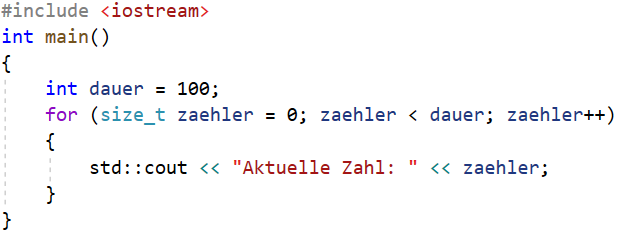 #include <iostream>
int main()
{
    int dauer = 100;
    for (size_t zaehler = 0; zaehler < dauer; zaehler++)
    {
        std::cout << "Aktuelle Zahl: " << zaehler;
    }
}